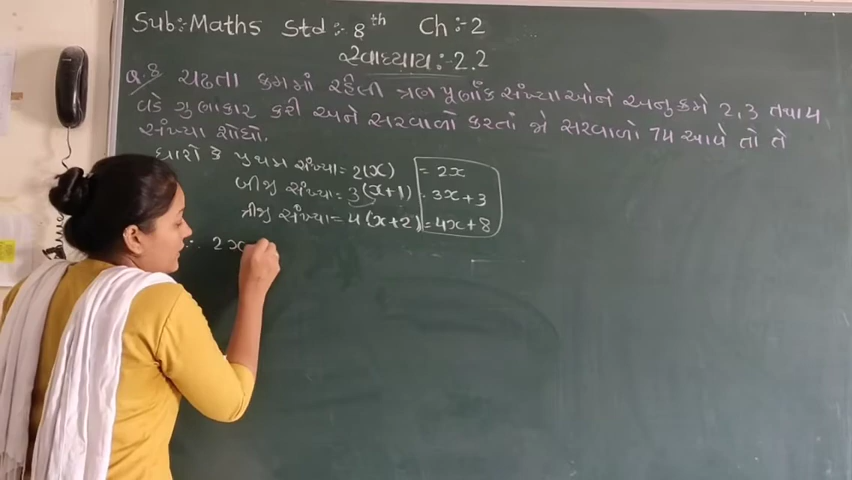 Sub:- Maths Std:- 8th Ch:- 2
સ્વાધ્યાય:- 2.2
Q.8 ચઢતા ક્રમમાં રહેલી ત્રણ પૂર્ણાંક સંખ્યાઓને અનુક્રમે 2, 3 તથા 4
વડે ગુણાકાર કરી અને સરવાળો કરતાં જો સરવાળો 74 આવે તો તે
સંખ્યા શોધો.
ધારો કે પ્રથમ સંખ્યા = 2(x) = 2x
બીજી સંખ્યા = 3(x+1) = 3x + 3
ત્રીજી સંખ્યા = 4(x+2) = 4x + 8
∴ 2x